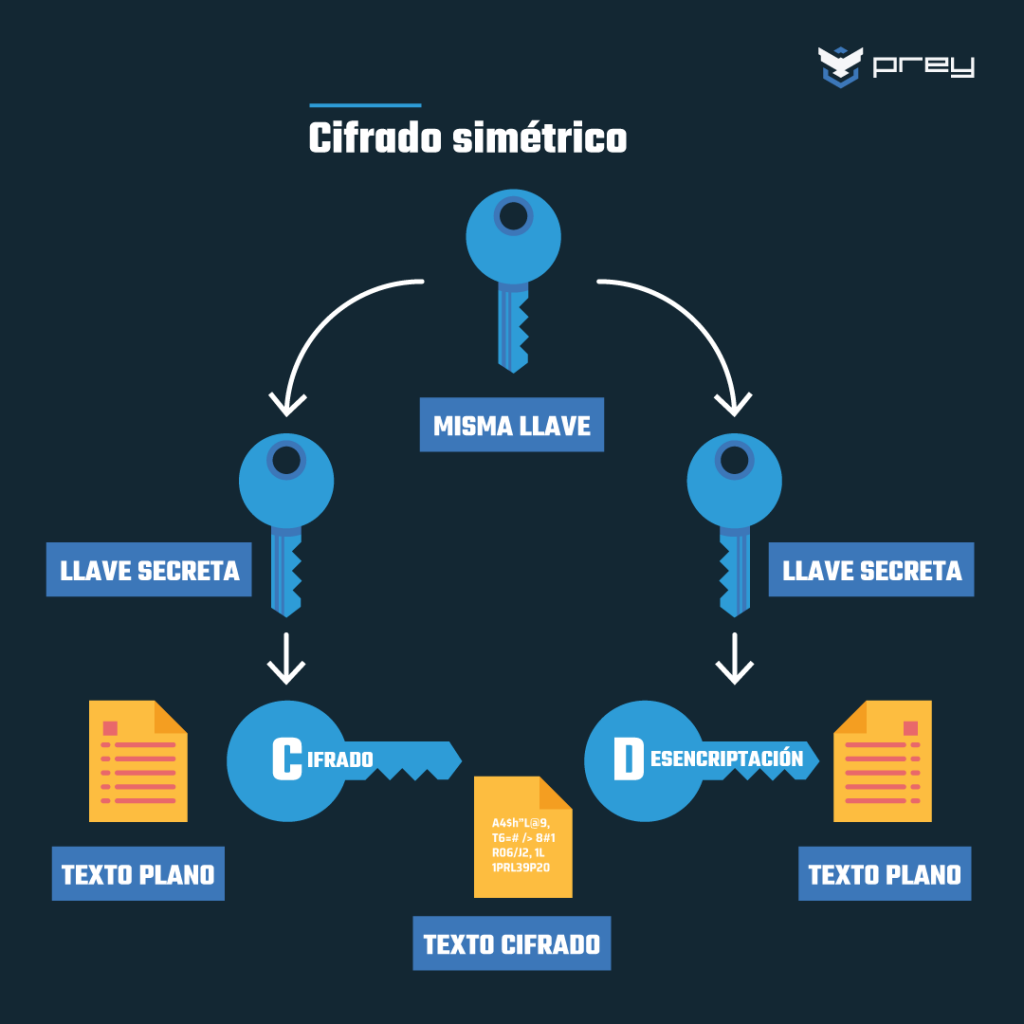 prey
Cifrado simétrico
MISMA LLAVE
LLAVE SECRETA
LLAVE SECRETA
CIFRADO
DESENCRIPTACIÓN
A4$h"L@9,
T6=# /> 8#1
R06/J2, 1L
1PRL39P20
TEXTO PLANO
TEXTO PLANO
TEXTO CIFRADO